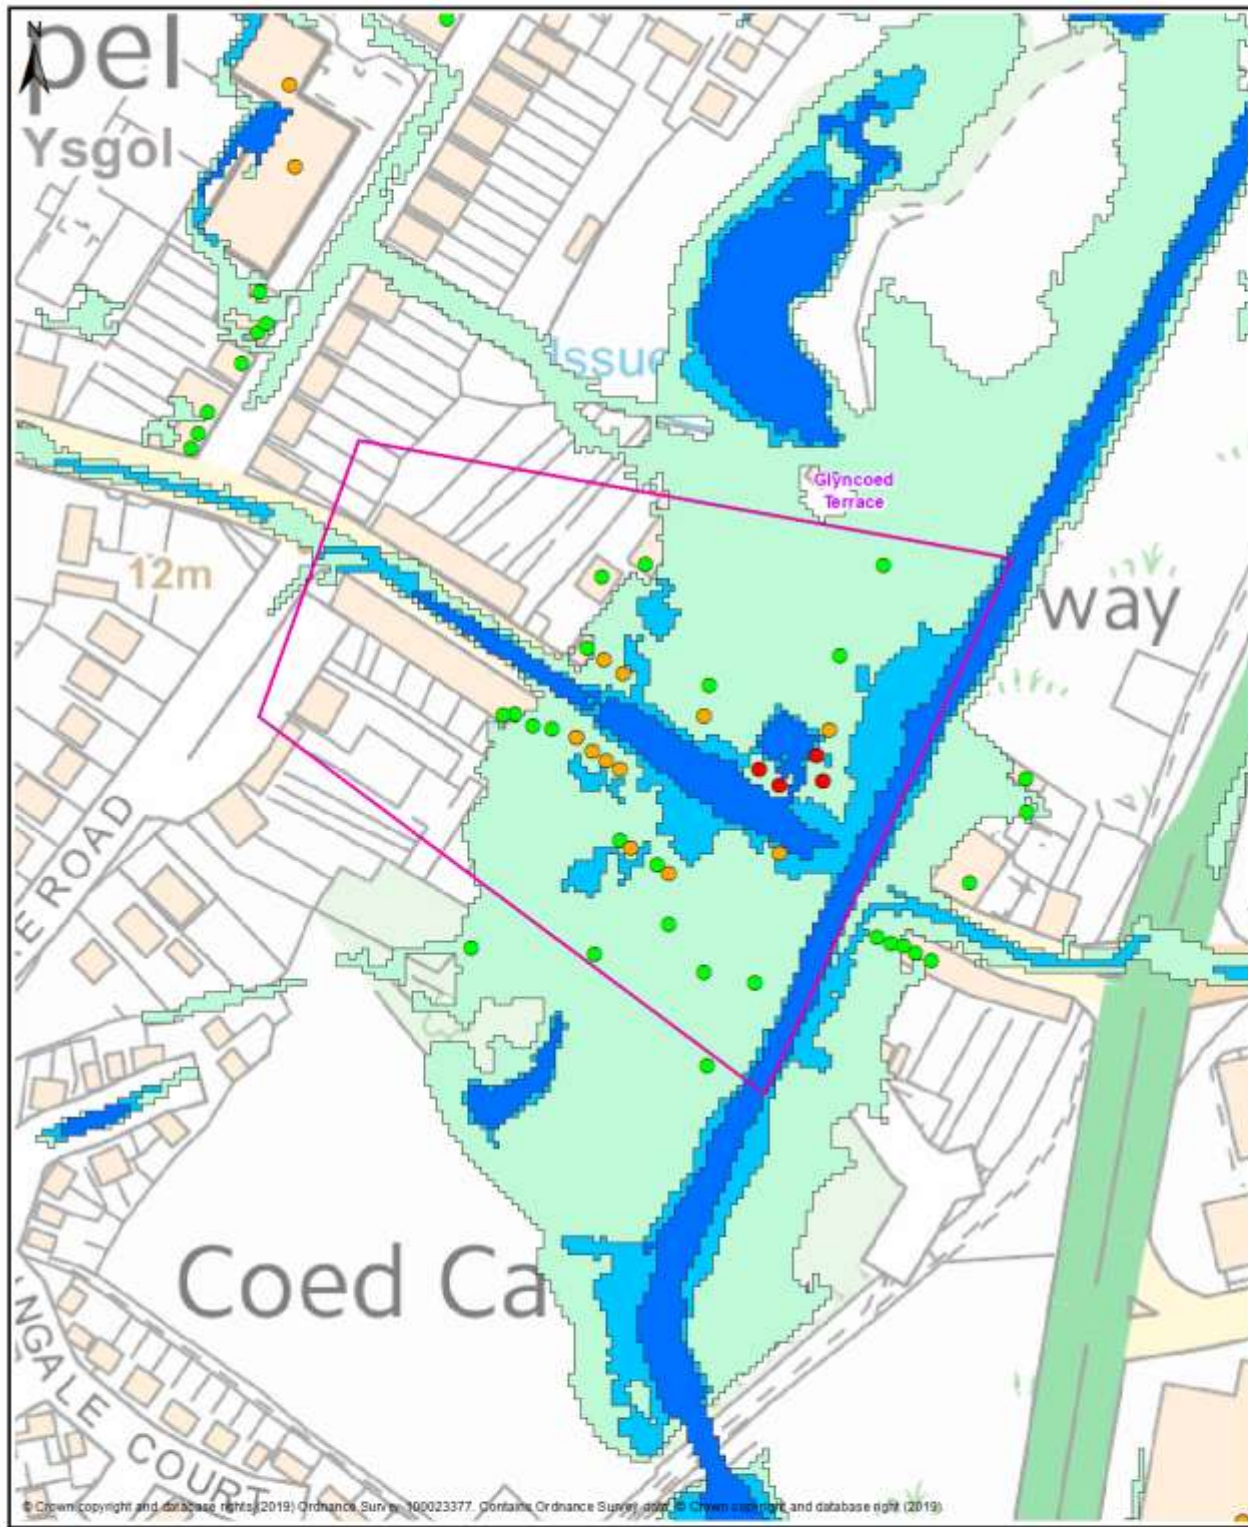 N
pel
Ysgol
Issue
Glyncoed
Terrace
12m
way
E ROAD
Coed Ca
NGALE COURT
© Crown copyright and database rights (2019) Ordnance Survey 100023377. Contains Ordnance Survey data © Crown copyright and database right (2019)